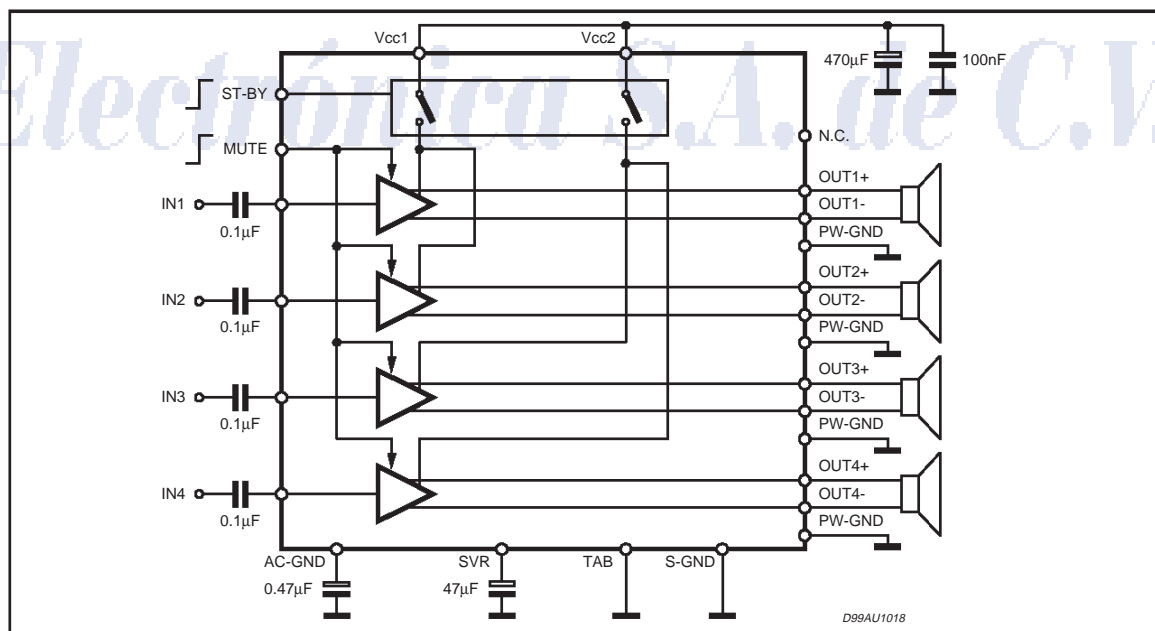 Electrónica S.A. de C.V.
Vcc1
Vcc2
470μF
100nF
ST-BY
MUTE
N.C.
IN1
0.1μF
OUT1+
OUT1-
PW-GND
IN2
0.1μF
OUT2+
OUT2-
PW-GND
IN3
0.1μF
OUT3+
OUT3-
PW-GND
IN4
0.1μF
OUT4+
OUT4-
PW-GND
AC-GND
SVR
TAB
S-GND
0.47μF
47μF
D99AU1018